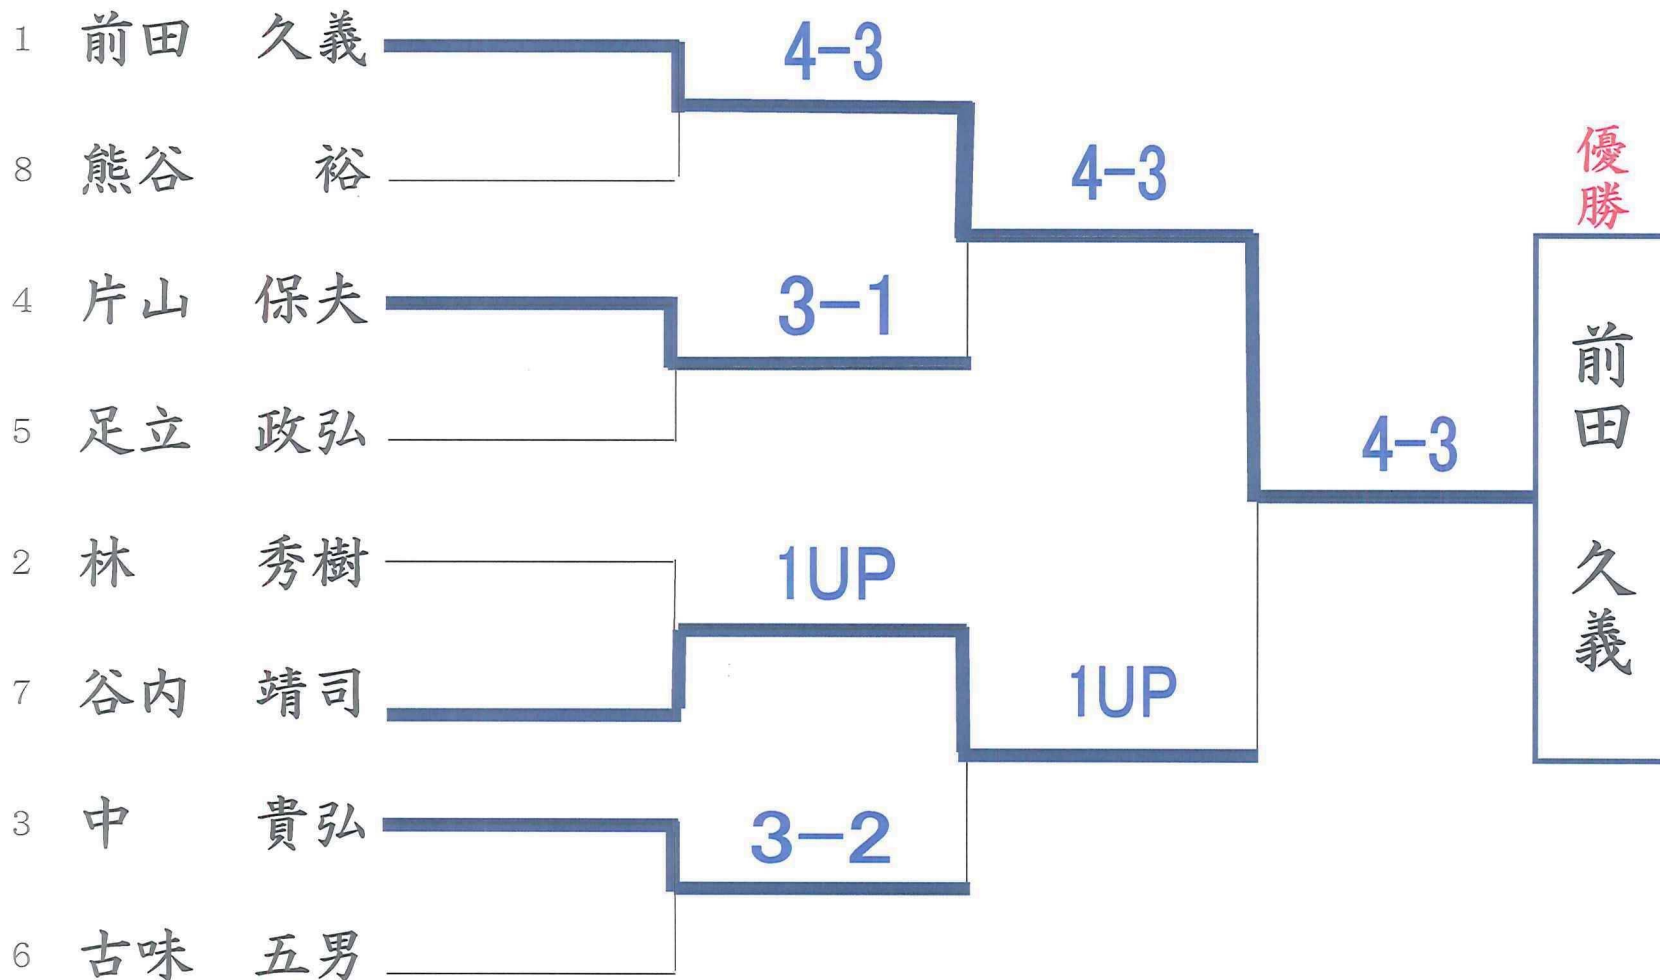 1 前田 久義
4-3
8 熊谷 裕
4-3
4 片山 保夫
3-1
5 足立 政弘
4-3
2 林 秀樹
1UP
7 谷内 靖司
1UP
3 中 貴弘
3-2
6 古味 五男
優勝
前田 久義